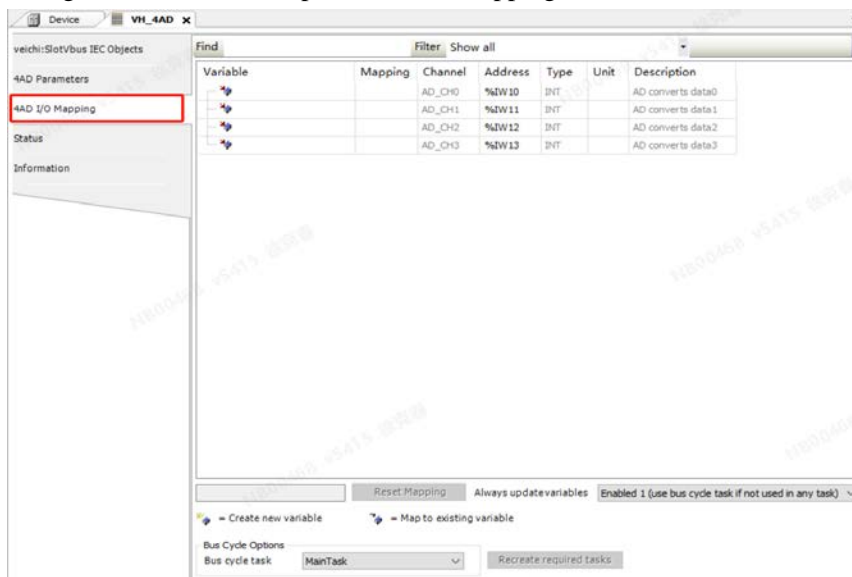 Device VH_4AD
veichi:SlotVbus IEC Objects
4AD Parameters
4AD I/O Mapping
Status
Information
Find Filter Show all
Variable Mapping Channel Address Type Unit Description
AD_CH0 %IW10 INT AD converts data0
AD_CH1 %IW11 INT AD converts data1
AD_CH2 %IW12 INT AD converts data2
AD_CH3 %IW13 INT AD converts data3
Reset Mapping Always update variables Enabled 1 (use bus cycle task if not used in any task)
= Create new variable = Map to existing variable
Bus Cycle Options
Bus cycle task MainTask Recreate required tasks